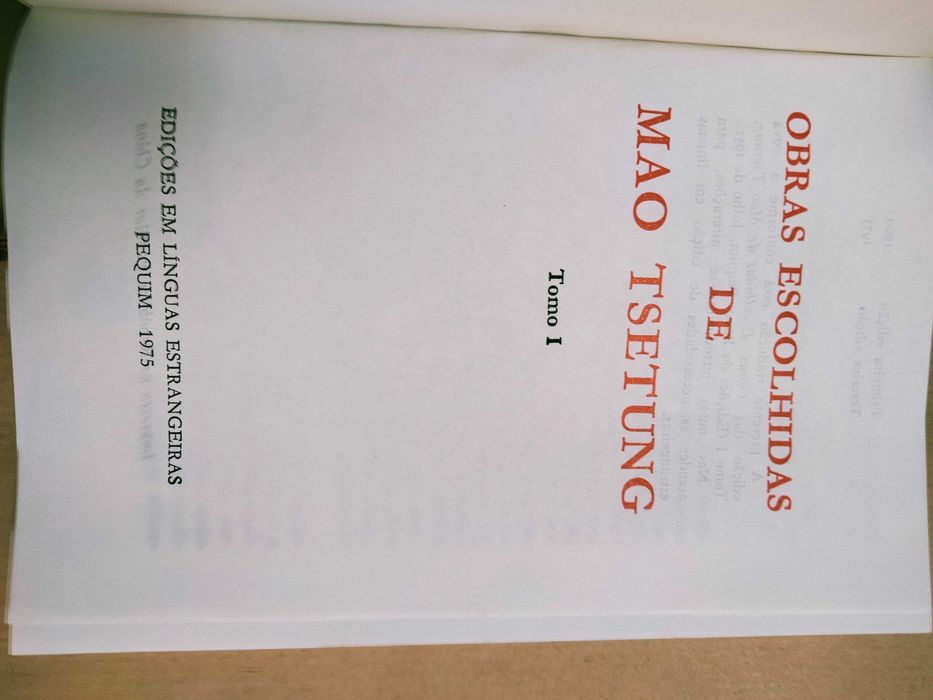 OBRAS ESCOLHIDAS
DE
MAO TSETUNG
Tomo I
EDIÇÕES EM LÍNGUAS ESTRANGEIRAS
PEQUIM 1975